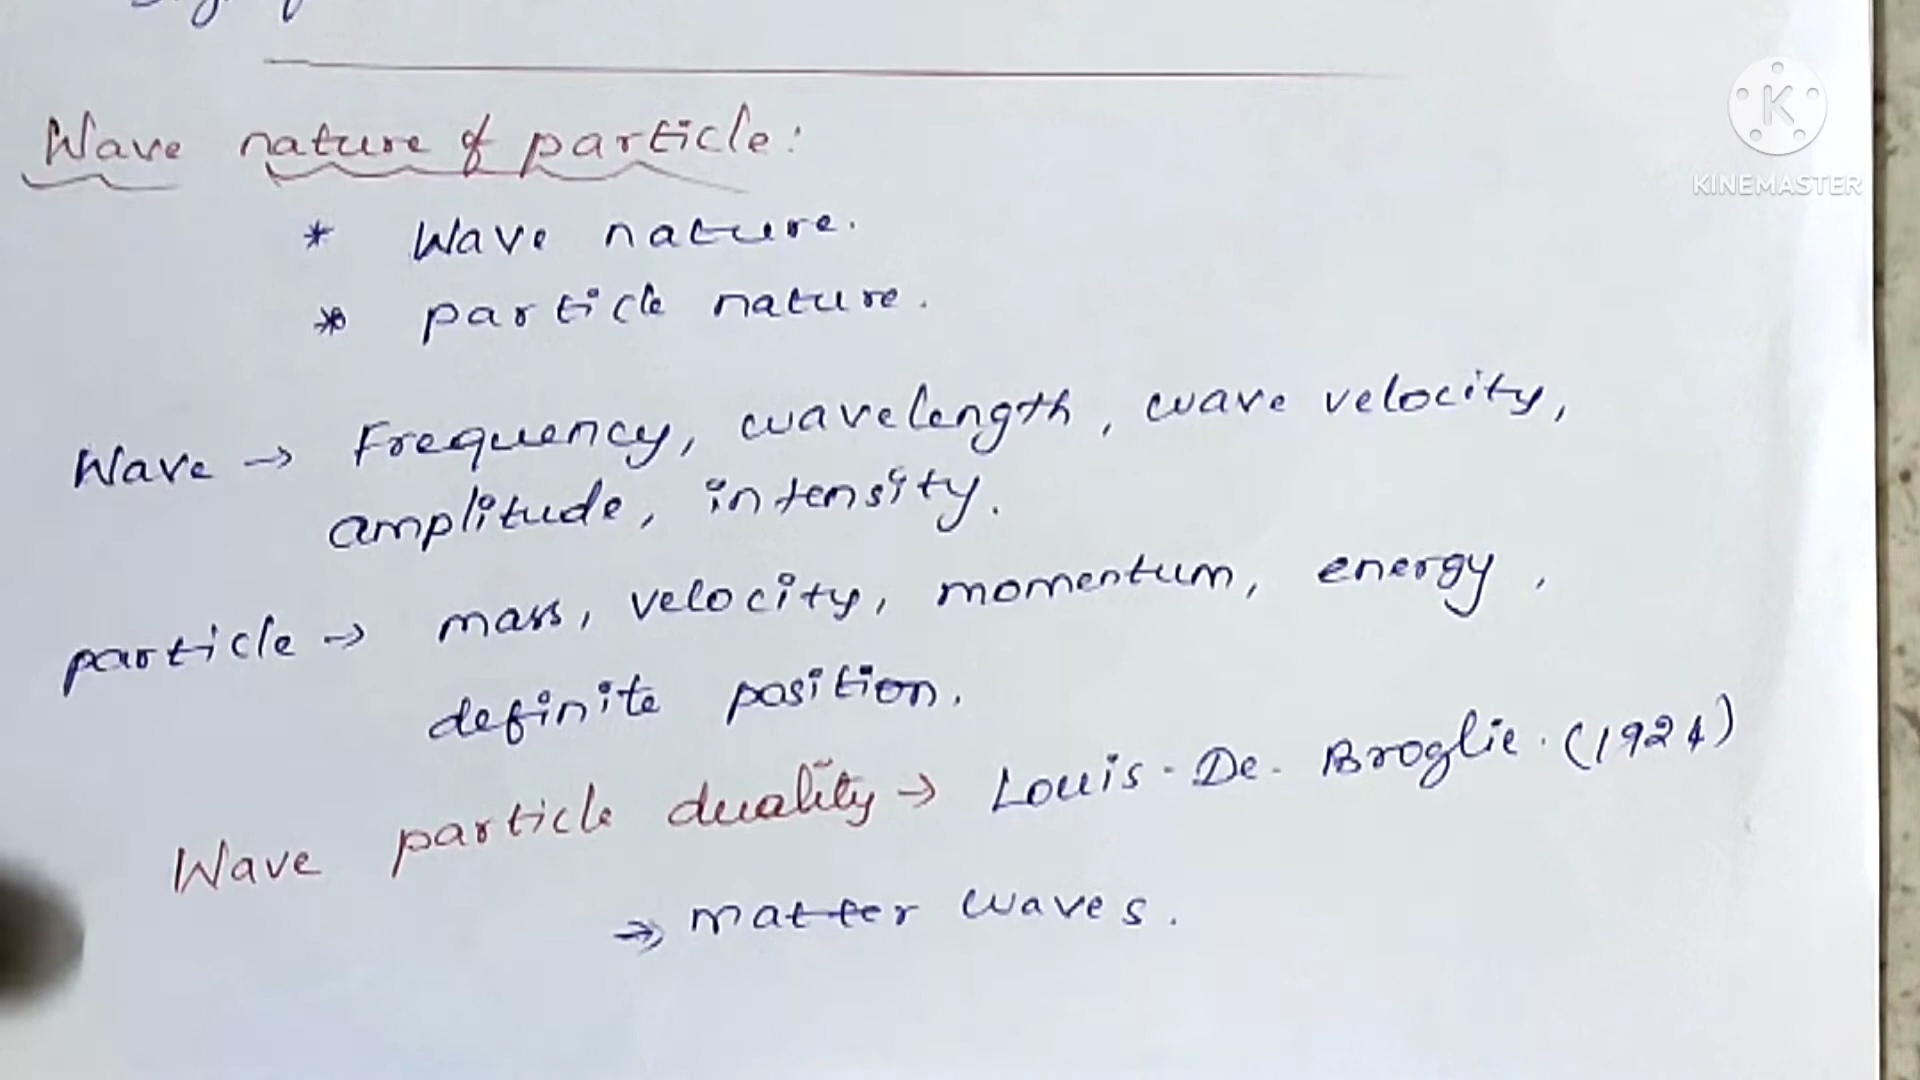 Wave nature of particle:
* Wave nature.
* particle nature.
Wave → Frequency, wavelength, wave velocity,
amplitude, intensity.
particle → mass, velocity, momentum, energy,
definite position.
Wave particle duality → Louis-De-Broglie. (1924)
→ matter waves.
KINEMASTER